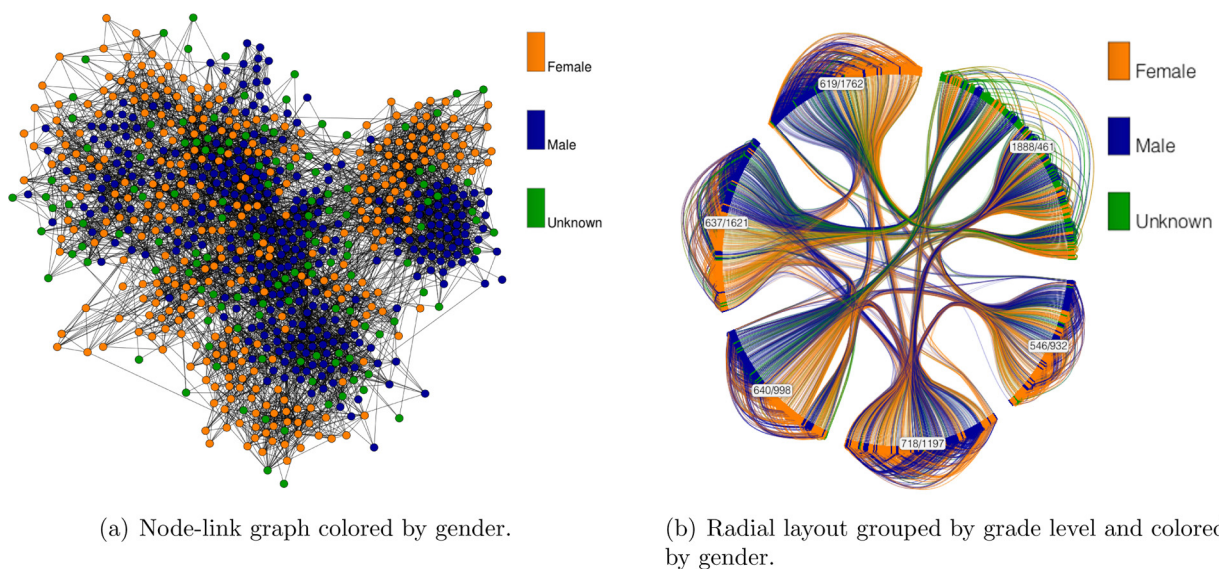 Female
Male
Unknown
619/1762
1888/461
637/1621
546/932
640/998
718/1197
Female
Male
Unknown
(a) Node-link graph colored by gender.
(b) Radial layout grouped by grade level and colored
by gender.